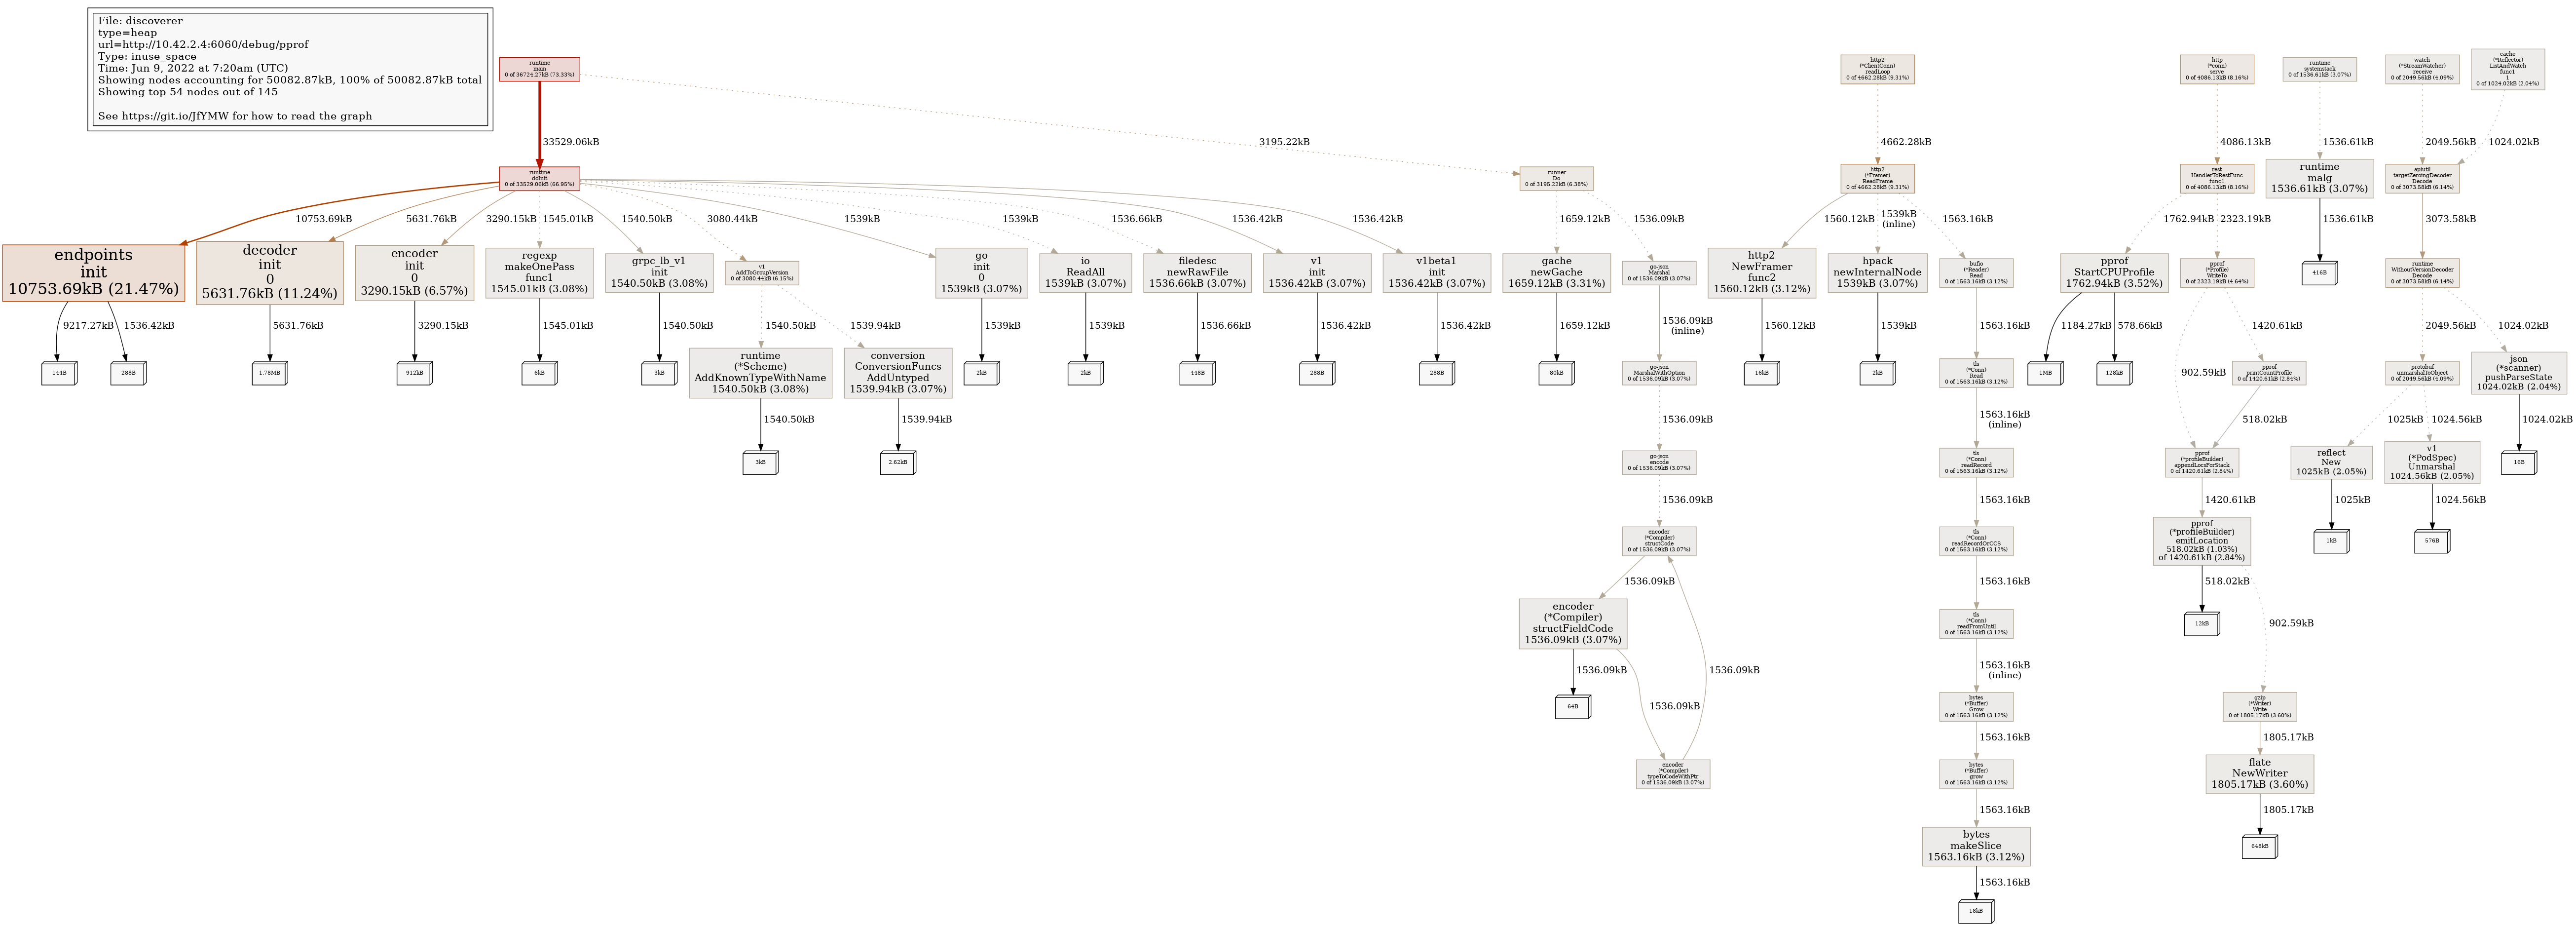 File: discoverer
type=heap
url=http://10.42.2.4:6060/debug/pprof
Type: inuse_space
Time: Jun 9, 2022 at 7:20am (UTC)
Showing nodes accounting for 50082.87kB, 100% of 50082.87kB total
Showing top 54 nodes out of 145
See https://git.io/JfYMW for how to read the graph
runtime
main
0 of 36724.27kB (73.33%)
http2
(*ClientConn)
readLoop
0 of 4662.28kB (9.31%)
http
(*conn)
serve
0 of 4086.13kB (8.16%)
runtime
systemstack
0 of 1536.61kB (3.07%)
watch
(*StreamWatcher)
receive
0 of 2049.56kB (4.09%)
cache
(*Reflector)
ListAndWatch
func1
1
0 of 1024.02kB (2.04%)
33529.06kB
3195.22kB
4662.28kB
4086.13kB
1536.61kB
2049.56kB
1024.02kB
runtime
doInit
0 of 33529.06kB (66.95%)
runner
Do
0 of 3195.22kB (6.38%)
http2
(*Framer)
ReadFrame
0 of 4662.28kB (9.31%)
rest
HandlerToRestFunc
func1
0 of 4086.13kB (8.16%)
runtime
malg
1536.61kB (3.07%)
apiutil
targetZeroingDecoder
Decode
0 of 3073.58kB (6.14%)
10753.69kB
5631.76kB
3290.15kB
1545.01kB
1540.50kB
3080.44kB
1539kB
1539kB
1536.66kB
1536.42kB
1536.42kB
1659.12kB
1536.09kB
1560.12kB
1539kB
(inline)
1563.16kB
1762.94kB
2323.19kB
1536.61kB
3073.58kB
endpoints
init
10753.69kB (21.47%)
decoder
init
0
5631.76kB (11.24%)
encoder
init
0
3290.15kB (6.57%)
regexp
makeOnePass
func1
1545.01kB (3.08%)
grpc_lb_v1
init
1540.50kB (3.08%)
v1
AddToGroupVersion
0 of 3080.44kB (6.15%)
go
init
0
1539kB (3.07%)
io
ReadAll
1539kB (3.07%)
filedesc
newRawFile
1536.66kB (3.07%)
v1
init
1536.42kB (3.07%)
v1beta1
init
1536.42kB (3.07%)
gache
newGache
1659.12kB (3.31%)
go-json
Marshal
0 of 1536.09kB (3.07%)
http2
NewFramer
func2
1560.12kB (3.12%)
hpack
newInternalNode
1539kB (3.07%)
bufio
(*Reader)
Read
0 of 1563.16kB (3.12%)
pprof
StartCPUProfile
1762.94kB (3.52%)
pprof
(*Profile)
WriteTo
0 of 2323.19kB (4.64%)
416B
runtime
WithoutVersionDecoder
Decode
0 of 3073.58kB (6.14%)
9217.27kB
1536.42kB
5631.76kB
3290.15kB
1545.01kB
1540.50kB
1540.50kB
1539.94kB
1539kB
1539kB
1536.66kB
1536.42kB
1536.42kB
1659.12kB
1536.09kB
(inline)
1560.12kB
1539kB
1563.16kB
1184.27kB
578.66kB
1420.61kB
2049.56kB
1024.02kB
144B
288B
1.78MB
912kB
6kB
3kB
runtime
(*Scheme)
AddKnownTypeWithName
1540.50kB (3.08%)
conversion
ConversionFuncs
AddUntyped
1539.94kB (3.07%)
2kB
2kB
448B
288B
288B
80kB
go-json
MarshalWithOption
0 of 1536.09kB (3.07%)
16kB
2kB
tls
(*Conn)
Read
0 of 1563.16kB (3.12%)
1MB
128kB
902.59kB
pprof
printCountProfile
0 of 1420.61kB (2.84%)
protobuf
unmarshalToObject
0 of 2049.56kB (4.09%)
json
(*scanner)
pushParseState
1024.02kB (2.04%)
1540.50kB
1539.94kB
1536.09kB
1563.16kB
(inline)
518.02kB
1025kB
1024.56kB
1024.02kB
3kB
2.62kB
go-json
encode
0 of 1536.09kB (3.07%)
tls
(*Conn)
readRecord
0 of 1563.16kB (3.12%)
pprof
(*profileBuilder)
appendLocsForStack
0 of 1420.61kB (2.84%)
reflect
New
1025kB (2.05%)
v1
(*PodSpec)
Unmarshal
1024.56kB (2.05%)
16B
1536.09kB
1563.16kB
1420.61kB
1025kB
1024.56kB
encoder
(*Compiler)
structCode
0 of 1536.09kB (3.07%)
tls
(*Conn)
readRecordOrCCS
0 of 1563.16kB (3.12%)
pprof
(*profileBuilder)
emitLocation
518.02kB (1.03%)
of 1420.61kB (2.84%)
1kB
576B
1536.09kB
1563.16kB
518.02kB
encoder
(*Compiler)
structFieldCode
1536.09kB (3.07%)
tls
(*Conn)
readFromUntil
0 of 1563.16kB (3.12%)
12kB
902.59kB
1536.09kB
1536.09kB
1563.16kB
(inline)
64B
1536.09kB
bytes
(*Buffer)
Grow
0 of 1563.16kB (3.12%)
gzip
(*Writer)
Write
0 of 1805.17kB (3.60%)
1563.16kB
1805.17kB
encoder
(*Compiler)
typeToCodeWithPtr
0 of 1536.09kB (3.07%)
bytes
(*Buffer)
grow
0 of 1563.16kB (3.12%)
flate
NewWriter
1805.17kB (3.60%)
1563.16kB
1805.17kB
bytes
makeSlice
1563.16kB (3.12%)
648kB
1563.16kB
18kB